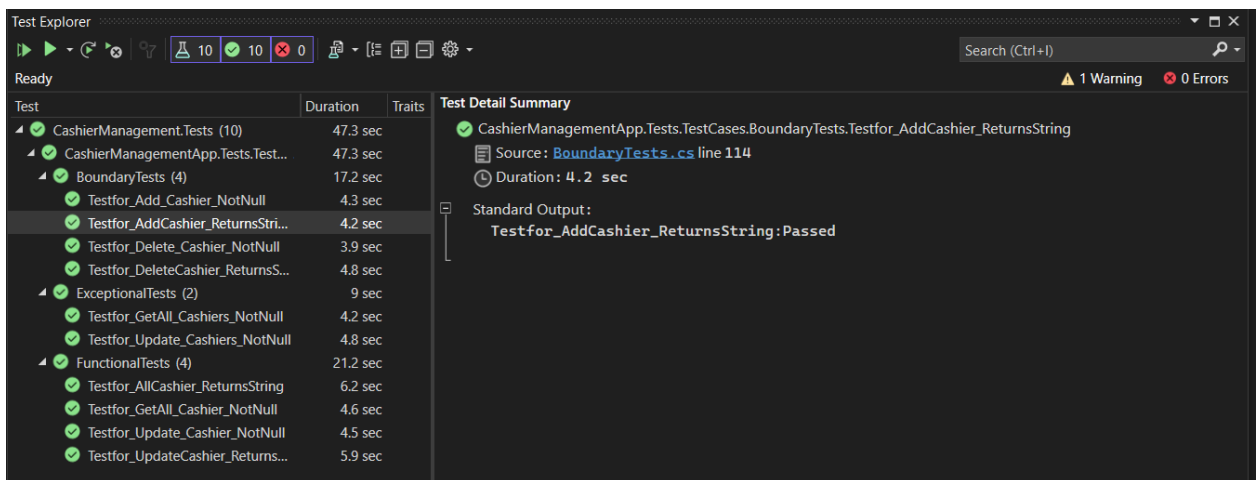 Test Explorer
10 10 0
Search (Ctrl+I)
Ready
1 Warning 0 Errors
Test Duration Traits
CashierManagement.Tests (10) 47.3 sec
CashierManagementApp.Tests.Test... 47.3 sec
BoundaryTests (4) 17.2 sec
Testfor_Add_Cashier_NotNull 4.3 sec
Testfor_AddCashier_ReturnsStri... 4.2 sec
Testfor_Delete_Cashier_NotNull 3.9 sec
Testfor_DeleteCashier_ReturnsS... 4.8 sec
ExceptionalTests (2) 9 sec
Testfor_GetAll_Cashiers_NotNull 4.2 sec
Testfor_Update_Cashiers_NotNull 4.8 sec
FunctionalTests (4) 21.2 sec
Testfor_AllCashier_ReturnsString 6.2 sec
Testfor_GetAll_Cashier_NotNull 4.6 sec
Testfor_Update_Cashier_NotNull 4.5 sec
Testfor_UpdateCashier_Returns... 5.9 sec
Test Detail Summary
CashierManagementApp.Tests.TestCases.BoundaryTests.Testfor_AddCashier_ReturnsString
Source: BoundaryTests.cs line 114
Duration: 4.2 sec
Standard Output:
Testfor_AddCashier_ReturnsString:Passed